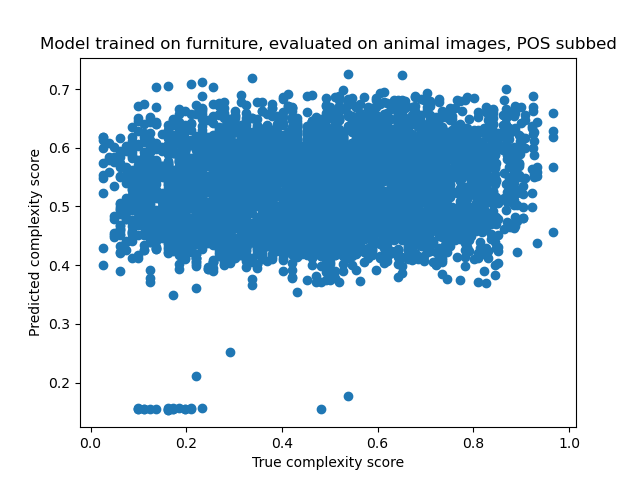 Model trained on furniture, evaluated on animal images, POS subbed
0.7
0.6
0.5
0.4
0.3
0.2
Predicted complexity score
0.0 0.2 0.4 0.6 0.8 1.0
True complexity score